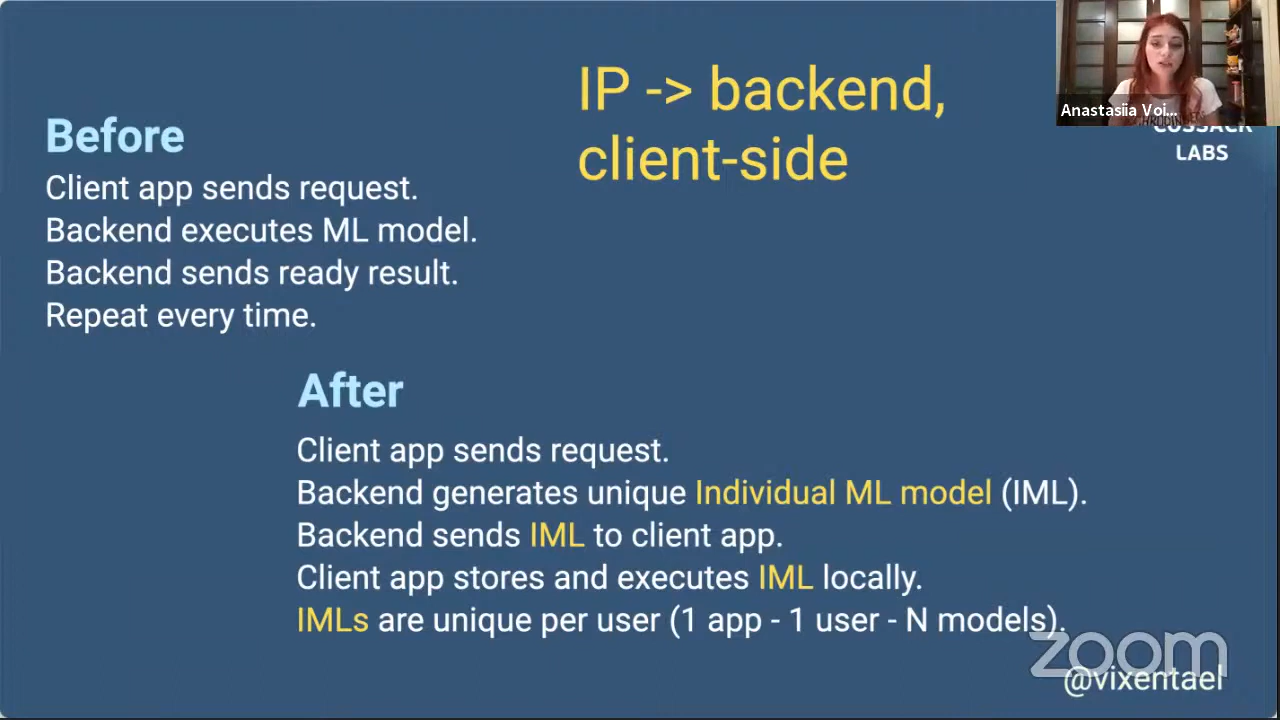 IP -> backend,
client-side
Anastasiia Voi...
COSSACK
LABS
Before
Client app sends request.
Backend executes ML model.
Backend sends ready result.
Repeat every time.
After
Client app sends request.
Backend generates unique Individual ML model (IML).
Backend sends IML to client app.
Client app stores and executes IML locally.
IMLs are unique per user (1 app - 1 user - N models).
zoom
@vixentael